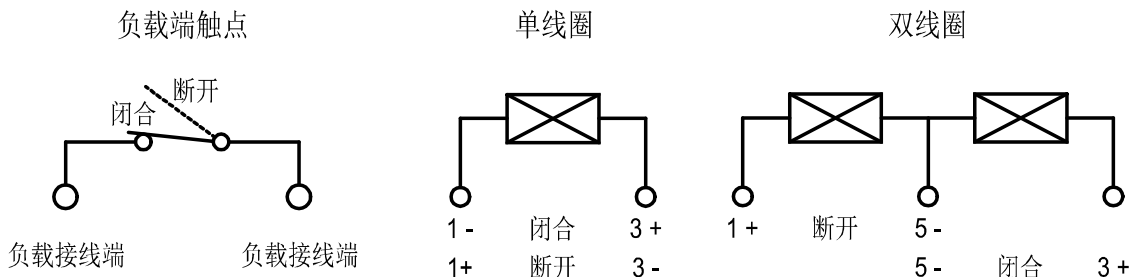 负载端触点 单线圈 双线圈
断开
闭合
1 - 闭合 3 + 1 + 断开 5 -
负载接线端 负载接线端 1+ 断开 3 - 5 - 闭合 3 +